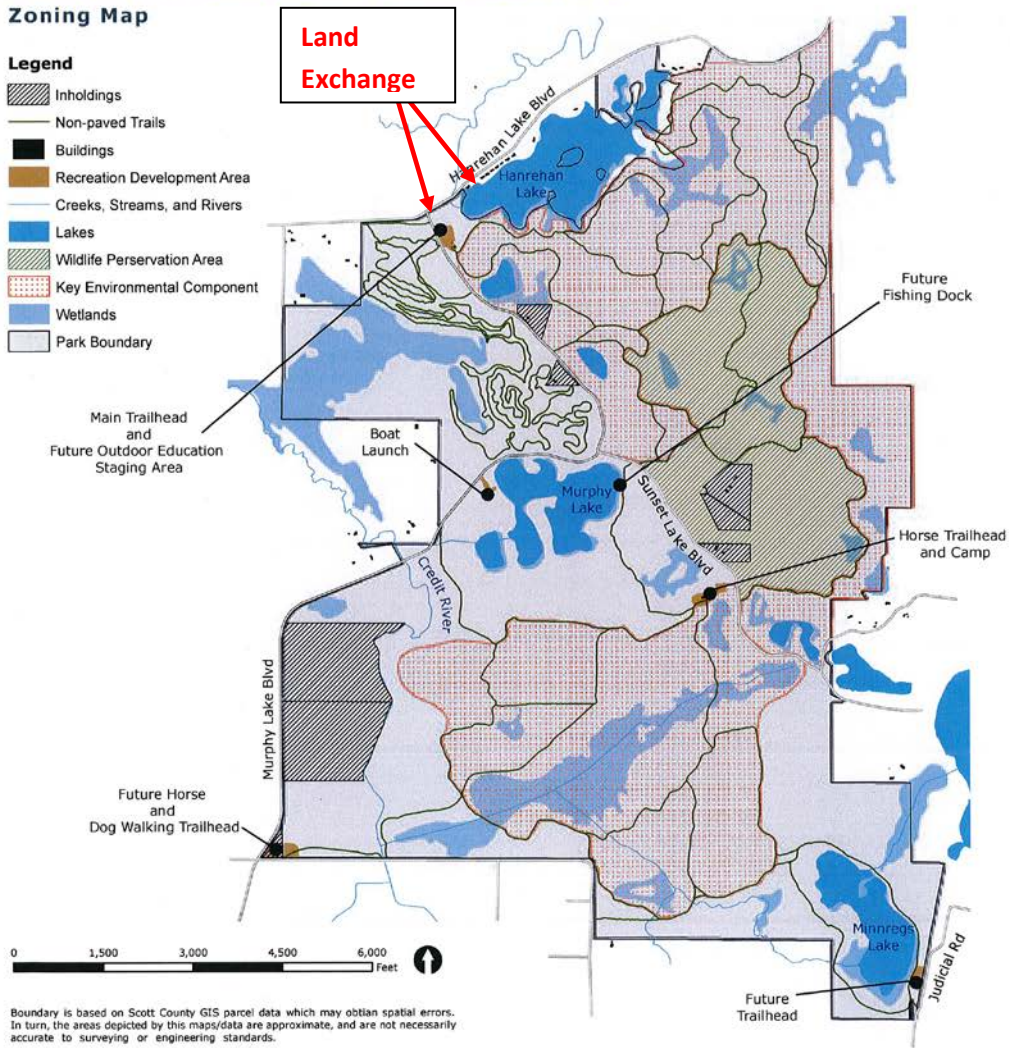 Zoning Map
Legend
Inholdings
Non-paved Trails
Buildings
Recreation Development Area
Creeks, Streams, and Rivers
Lakes
Wildlife Perservation Area
Key Environmental Component
Wetlands
Park Boundary
Land
Exchange
Hanrehan Lake Blvd
Hanrehan
Lake
Future
Fishing Dock
Main Trailhead
and
Future Outdoor Education
Staging Area
Boat
Launch
Murphy
Lake
Sunset Lake Blvd
Horse Trailhead
and Camp
Credit River
Murphy Lake Blvd
Future Horse
and
Dog Walking Trailhead
Minnregs
Lake
Judicial Rd
Future
Trailhead
0 1,500 3,000 6,000
Feet
Boundary is based on Scott County GIS parcel data which may obtian spatial errors.
In turn, the areas depicted by this maps/data are approximate, and are not necessarily
accurate to surveying or engineering standards.